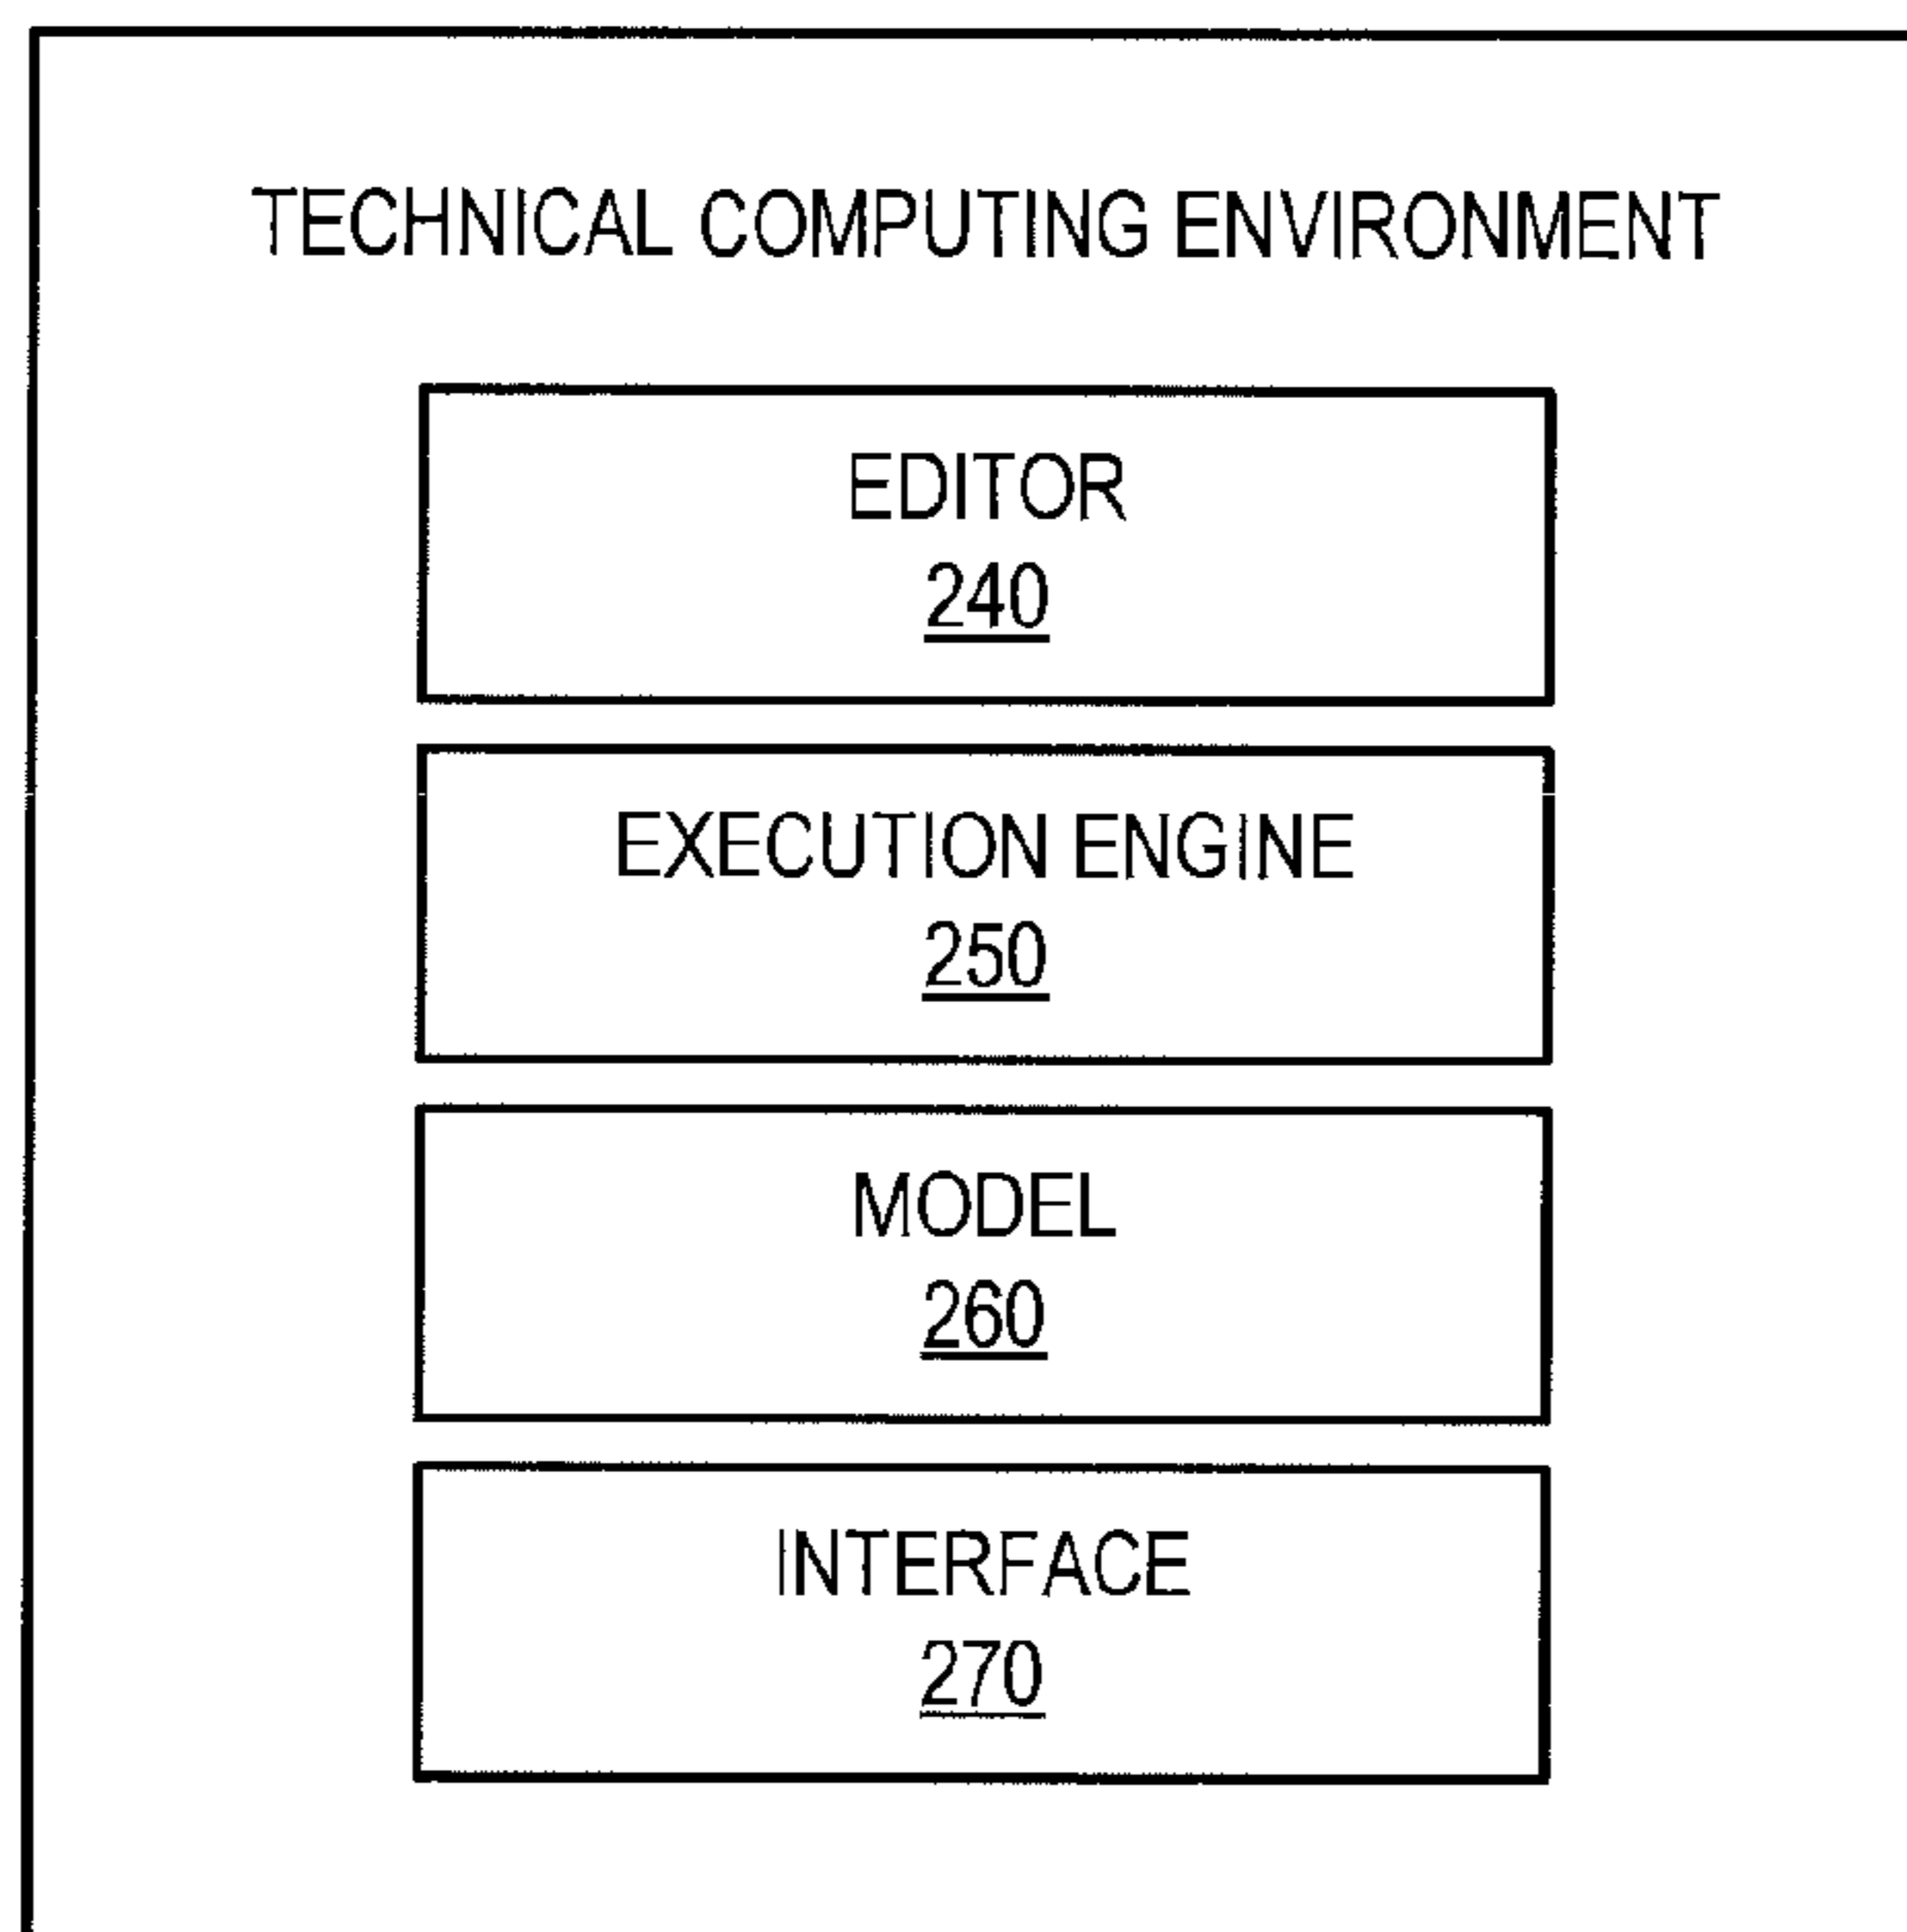 TECHNICAL COMPUTING ENVIRONMENT
EDITOR
240
EXECUTION ENGINE
250
MODEL
260
INTERFACE
270